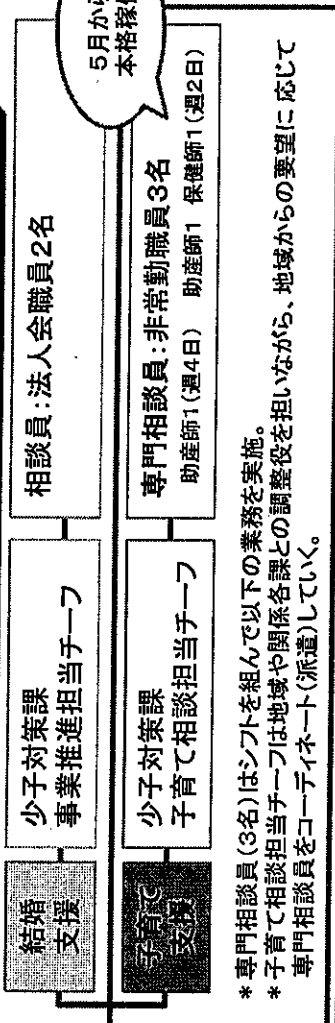 結婚
支援
少子対策課
事業推進担当チーフ
相談員:法人会職員2名
5月から
本格稼働
子育て
支援
少子対策課
子育て相談担当チーフ
専門相談員:非常勤職員3名
助産師1(週4日) 助産師1 保健師1(週2日)
*専門相談員(3名)はシフトを組んで以下の業務を実施。
*子育て相談担当チーフは地域や関係各課との調整役を担いながら、地域からの要望に応じて
専門相談員をコーディネート(派遣)していく。